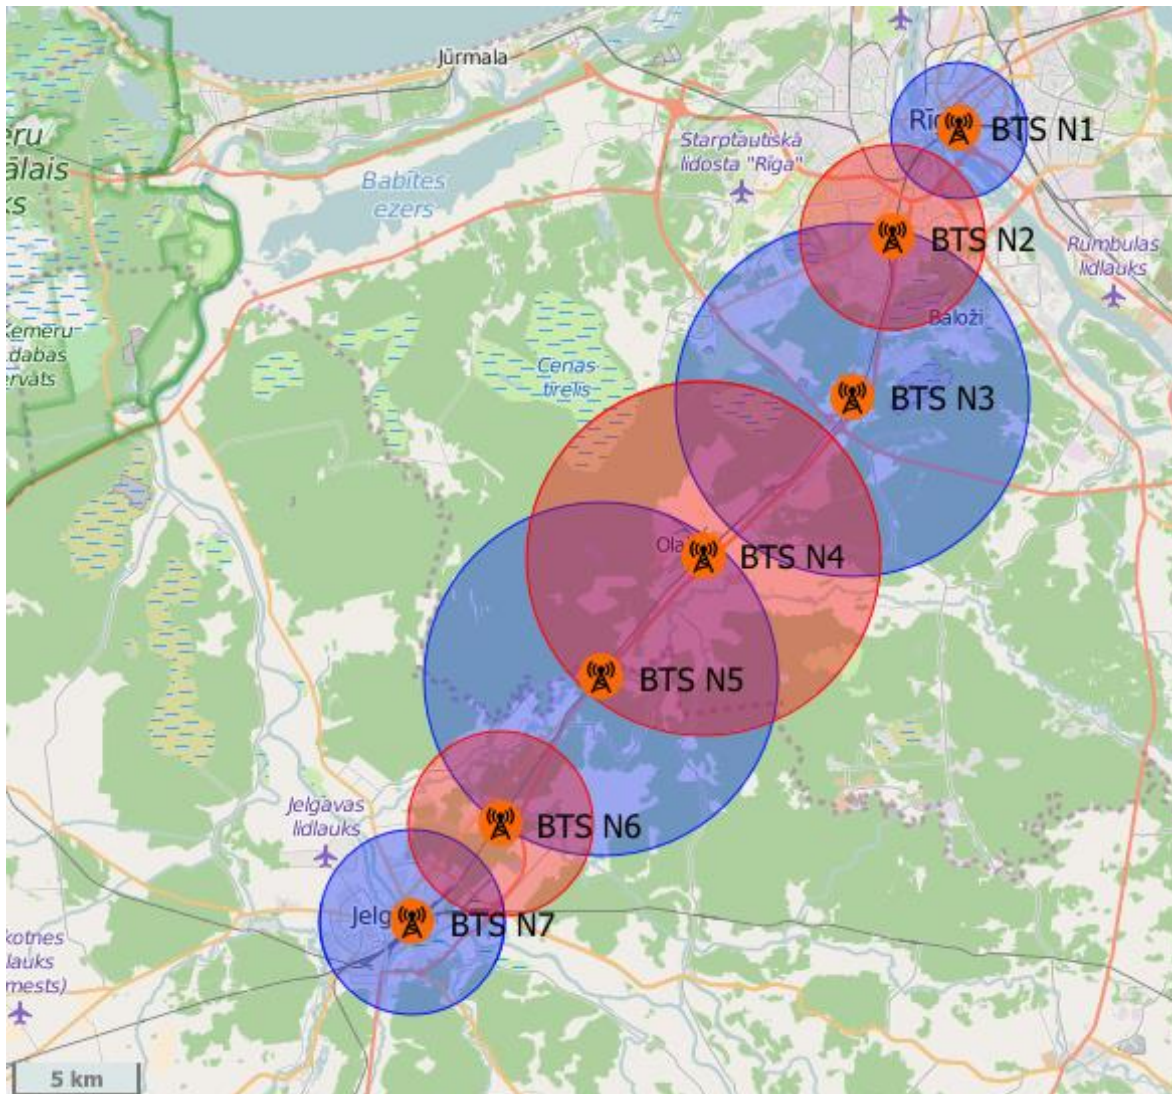 Jūrmala
BTS N1
Starptautiskā
lidosta "Rīga"
Babītes
ezers
BTS N2
Rumbulas
lidlauks
Baloži
Cenas
tīrelis
BTS N3
BTS N4
BTS N5
Jelgavas
lidlauks
BTS N6
BTS N7
5 km